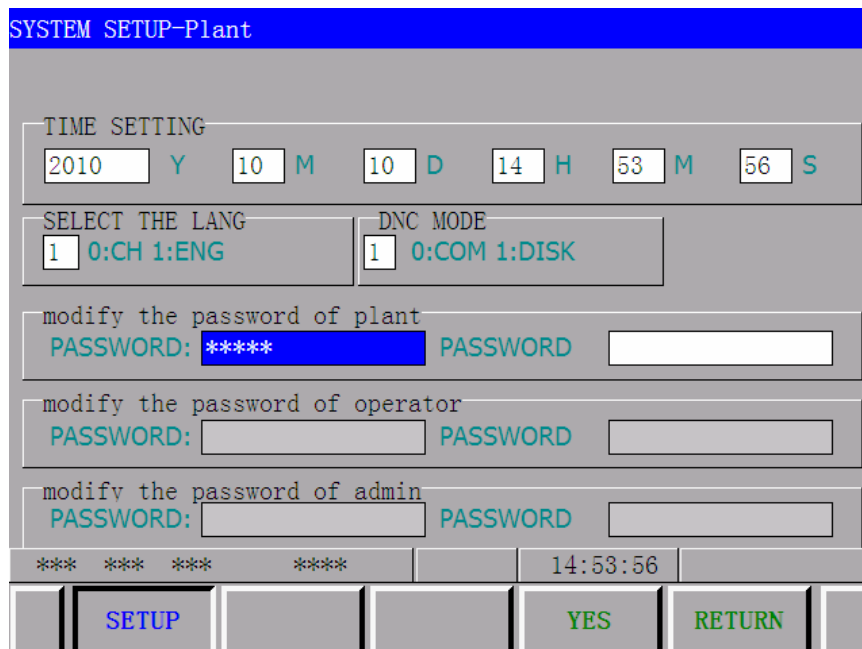 SYSTEM SETUP-Plant
TIME SETTING
2010 Y 10 M 10 D 14 H 53 M 56 S
SELECT THE LANG DNC MODE
1 0:CH 1:ENG 1 0:COM 1:DISK
modify the password of plant
PASSWORD: ***** PASSWORD
modify the password of operator
PASSWORD: PASSWORD
modify the password of admin
PASSWORD: PASSWORD
*** *** *** **** 14:53:56
SETUP YES RETURN